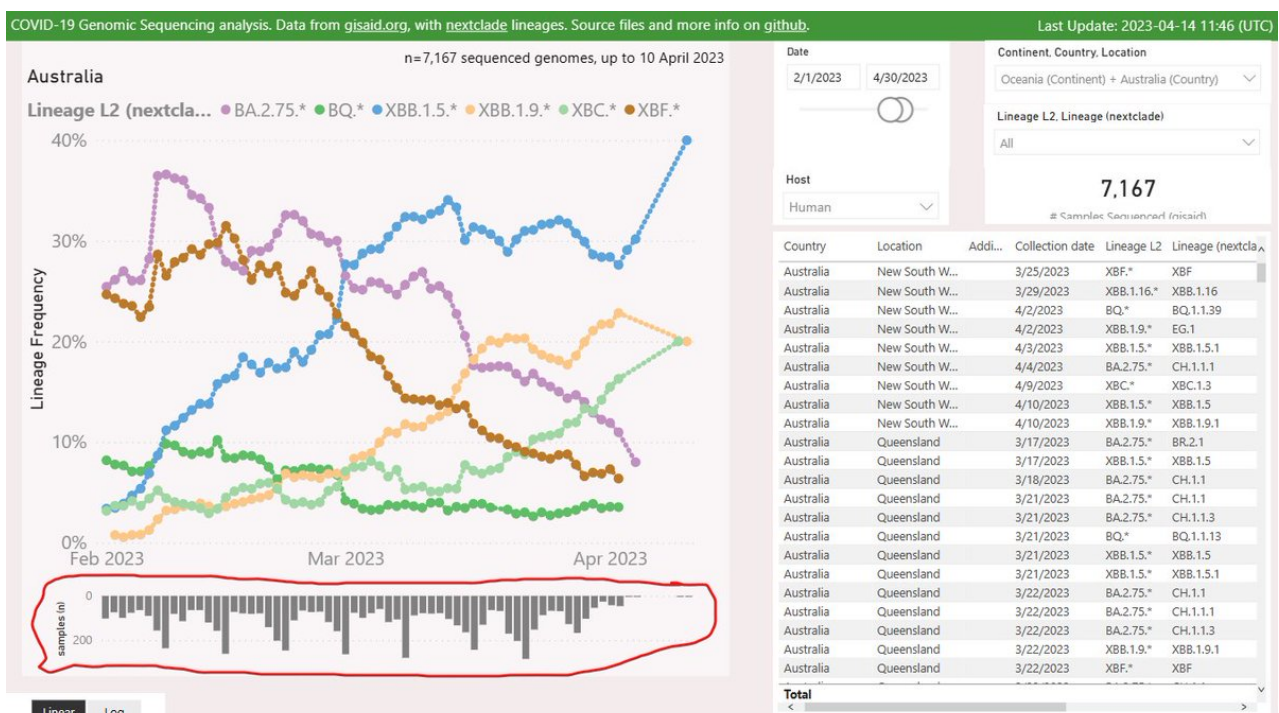 COVID-19 Genomic Sequencing analysis. Data from gisaid.org, with nextclade lineages. Source files and more info on github.
Last Update: 2023-04-14 11:46 (UTC)
n=7,167 sequenced genomes, up to 10 April 2023
Australia
Lineage L2 (nextcla... BA.2.75.* BQ.* XBB.1.5.* XBB.1.9.* XBC.* XBF.*
Lineage Frequency
40%
30%
20%
10%
0%
Feb 2023 Mar 2023 Apr 2023
samples (n)
0
200
Linear Log
Date
2/1/2023 4/30/2023
Host
Human
Continent, Country, Location
Oceania (Continent) + Australia (Country)
Lineage L2, Lineage (nextclade)
All
7,167
# Samples Sequenced (gisaid)
Country Location Addi... Collection date Lineage L2 Lineage (nextcla
Australia New South W... 3/25/2023 XBF.* XBF
Australia New South W... 3/29/2023 XBB.1.16.* XBB.1.16
Australia New South W... 4/2/2023 BQ.* BQ.1.1.39
Australia New South W... 4/2/2023 XBB.1.9.* EG.1
Australia New South W... 4/3/2023 XBB.1.5.* XBB.1.5.1
Australia New South W... 4/4/2023 BA.2.75.* CH.1.1.1
Australia New South W... 4/9/2023 XBC.* XBC.1.3
Australia New South W... 4/10/2023 XBB.1.5.* XBB.1.5
Australia New South W... 4/10/2023 XBB.1.9.* XBB.1.9.1
Australia Queensland 3/17/2023 BA.2.75.* BR.2.1
Australia Queensland 3/17/2023 XBB.1.5.* XBB.1.5
Australia Queensland 3/18/2023 BA.2.75.* CH.1.1
Australia Queensland 3/21/2023 BA.2.75.* CH.1.1
Australia Queensland 3/21/2023 BA.2.75.* CH.1.1.3
Australia Queensland 3/21/2023 BQ.* BQ.1.1.13
Australia Queensland 3/21/2023 XBB.1.5.* XBB.1.5
Australia Queensland 3/21/2023 XBB.1.5.* XBB.1.5.1
Australia Queensland 3/22/2023 BA.2.75.* CH.1.1
Australia Queensland 3/22/2023 BA.2.75.* CH.1.1.1
Australia Queensland 3/22/2023 BA.2.75.* CH.1.1.3
Australia Queensland 3/22/2023 XBB.1.9.* XBB.1.9.1
Australia Queensland 3/22/2023 XBF.* XBF
Total